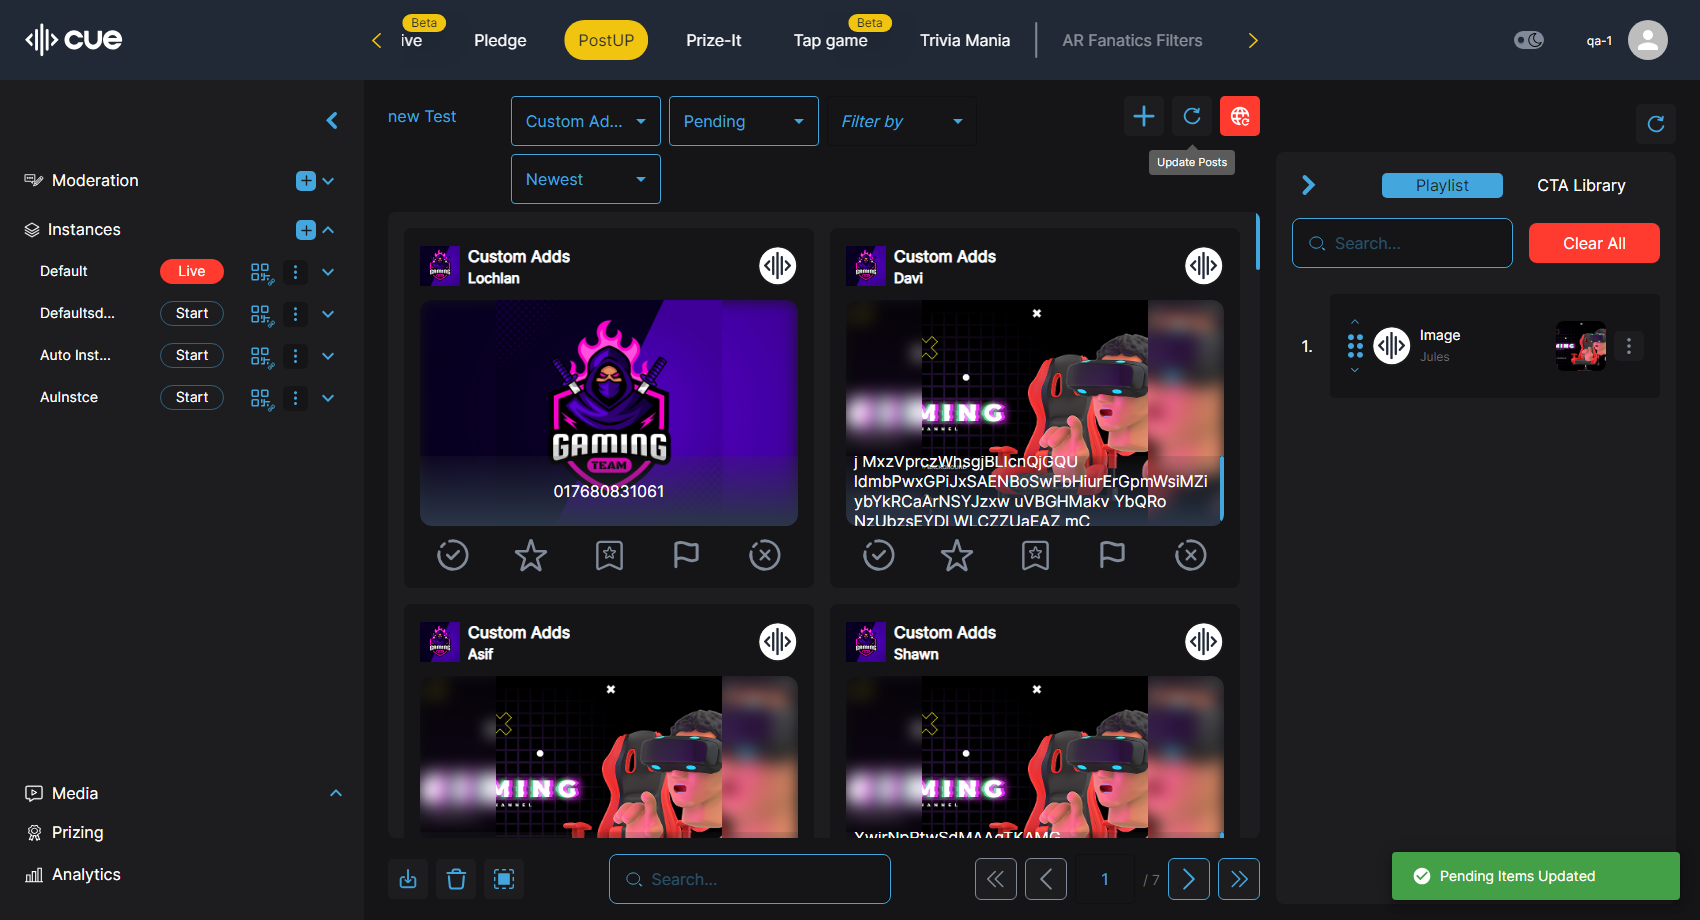 cue
Beta
ive
Pledge
PostUP
Prize-It
Beta
Tap game
Trivia Mania
AR Fanatics Filters
qa-1
Moderation
Instances
Default
Live
Defaultsd...
Start
Auto Inst...
Start
AuInstce
Start
Media
Prizing
Analytics
new Test
Custom Ad...
Pending
Filter by
Newest
Update Posts
Custom Adds
Lochlan
GAMING
TEAM
017680831061
Custom Adds
Davi
MING
j MxzVprczWhsgjBLIcnQjGQU
ldmbPwxGPiJxSAENBoSwFbHiurErGpmWsiMZi
ybYkRCaArNSYJzxw uVBGHMakv YbQRo
NzUbzsFYDLWLCZZUaEAZ mC
Custom Adds
Asif
MING
Custom Adds
Shawn
MING
XwirNpRtwSdMAAgTKAMG
Search...
1
/ 7
Playlist
CTA Library
Search...
Clear All
1.
Image
Jules
Pending Items Updated